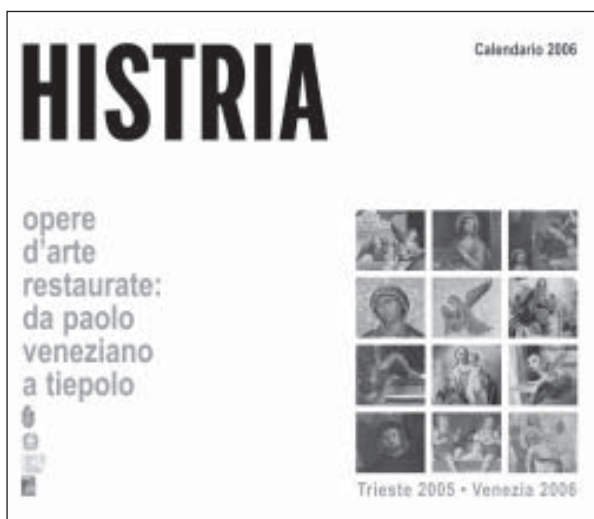 HISTRIA
Calendario 2006
opere
d'arte
restaurate:
da paolo
veneziano
a tiepolo
Trieste 2005 • Venezia 2006